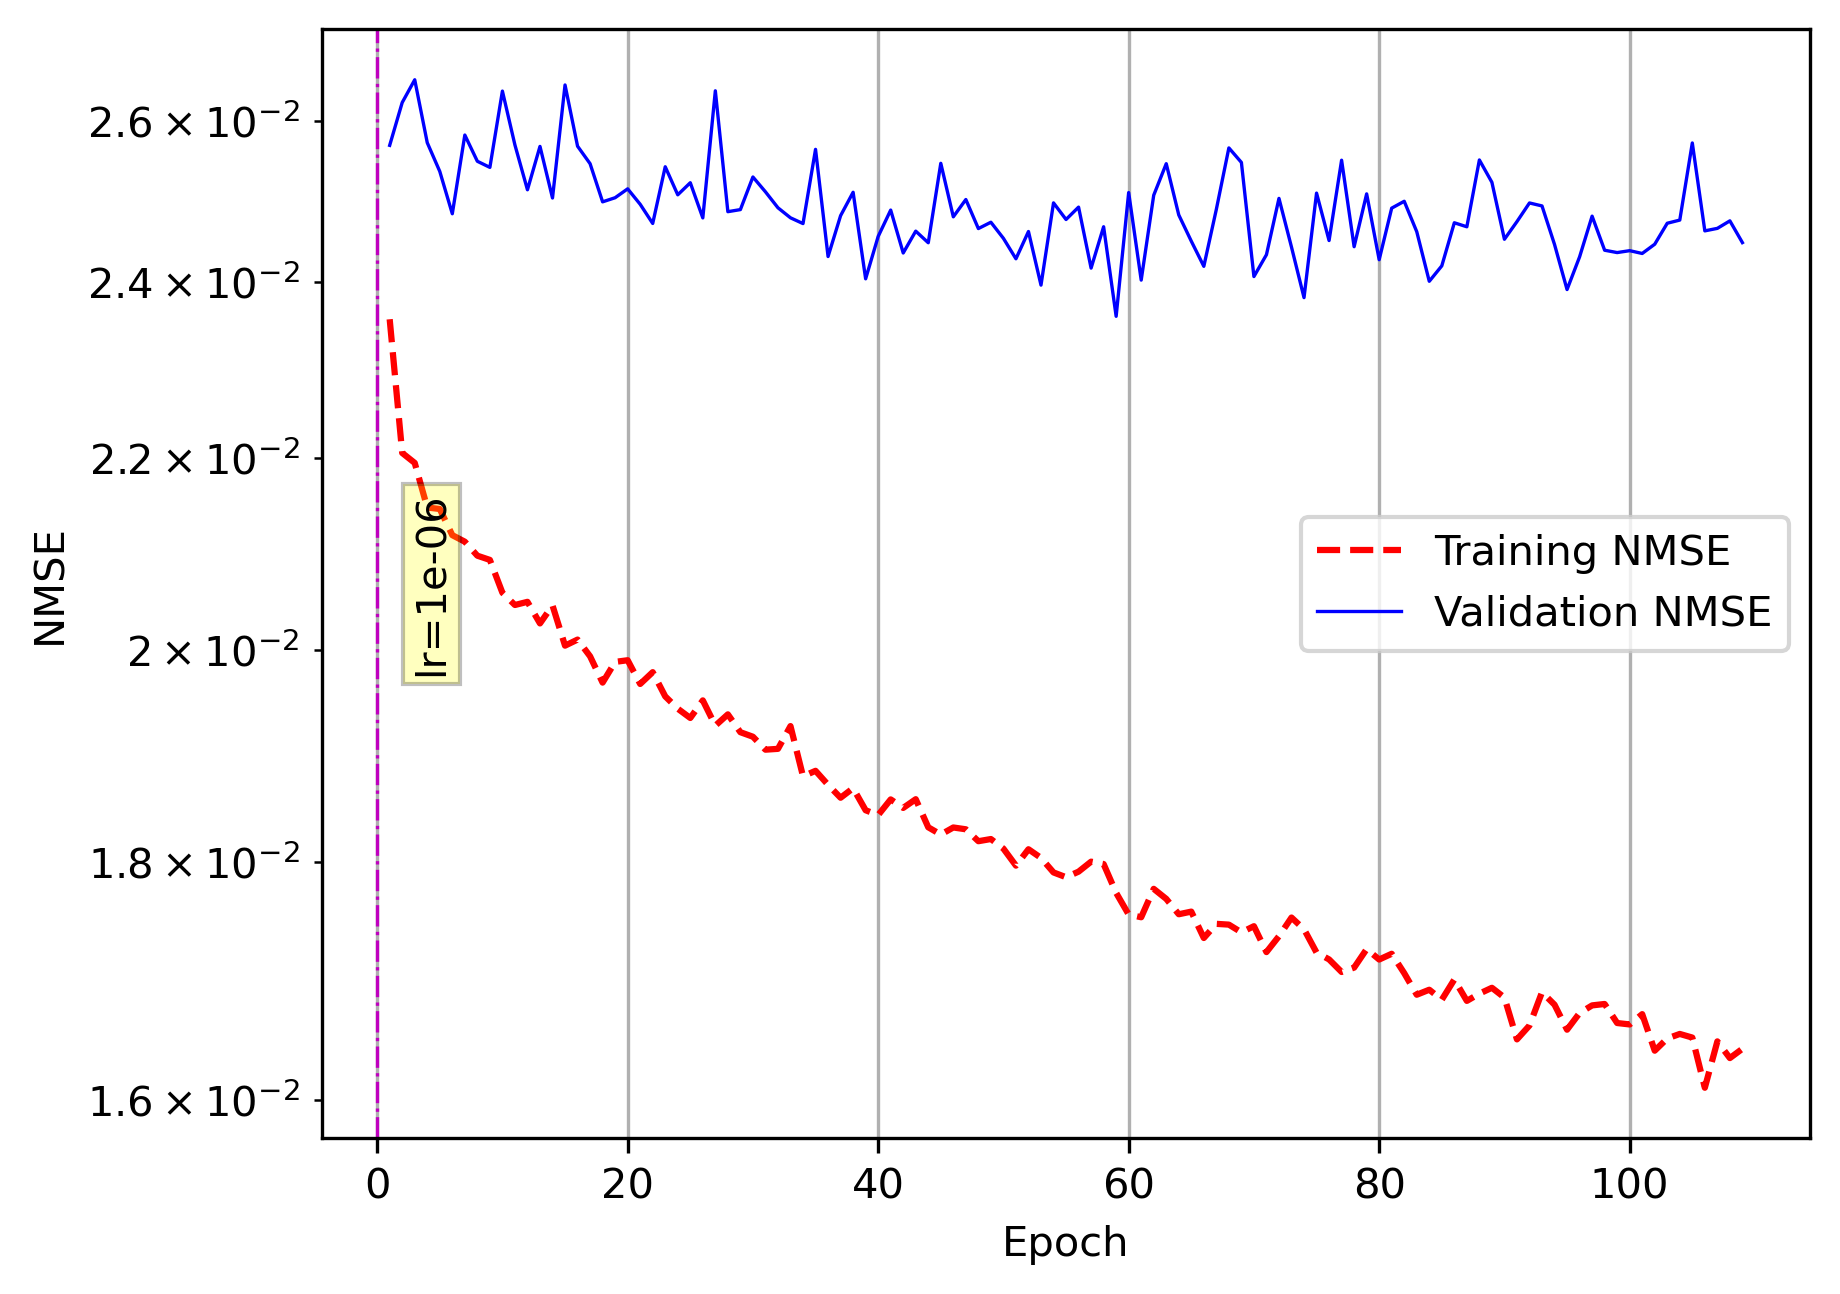 2.6 × 10⁻²
2.4 × 10⁻²
2.2 × 10⁻²
2 × 10⁻²
1.8 × 10⁻²
1.6 × 10⁻²
NMSE
lr=1e-06
Training NMSE
Validation NMSE
0 20 40 60 80 100
Epoch